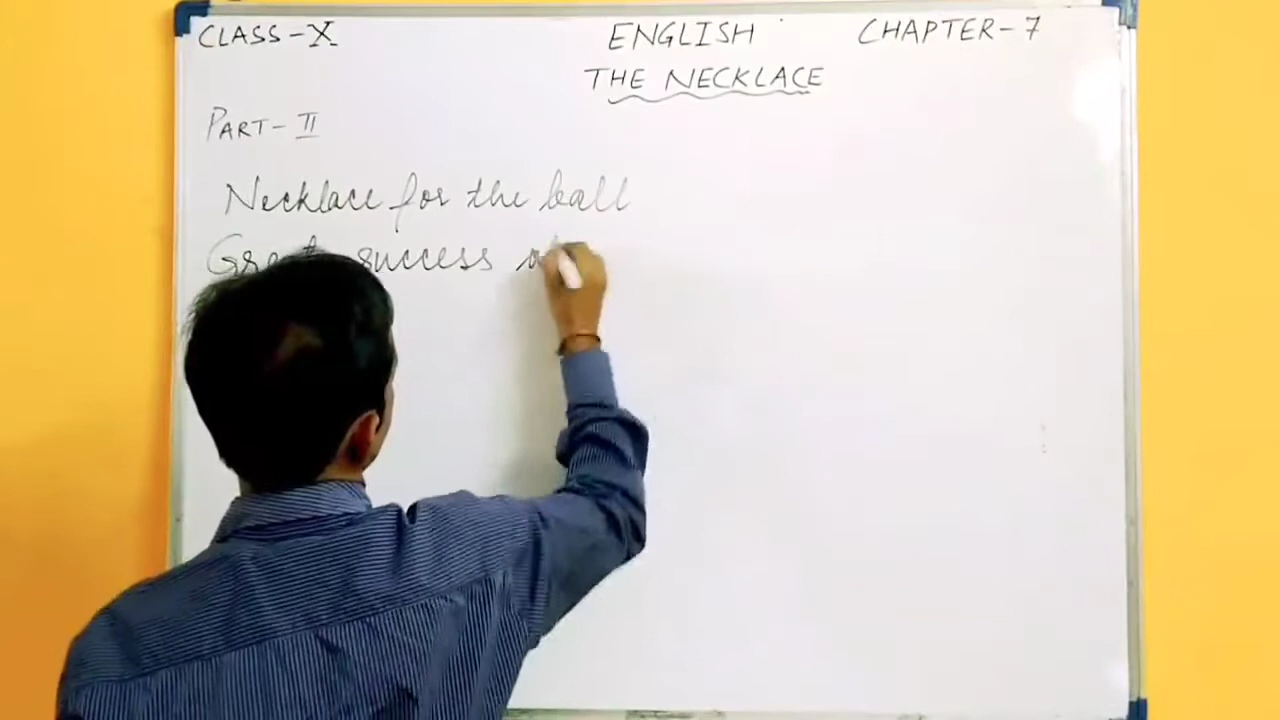 CLASS-X ENGLISH CHAPTER-7
THE NECKLACE
PART-II
Necklace for the ball
Great success